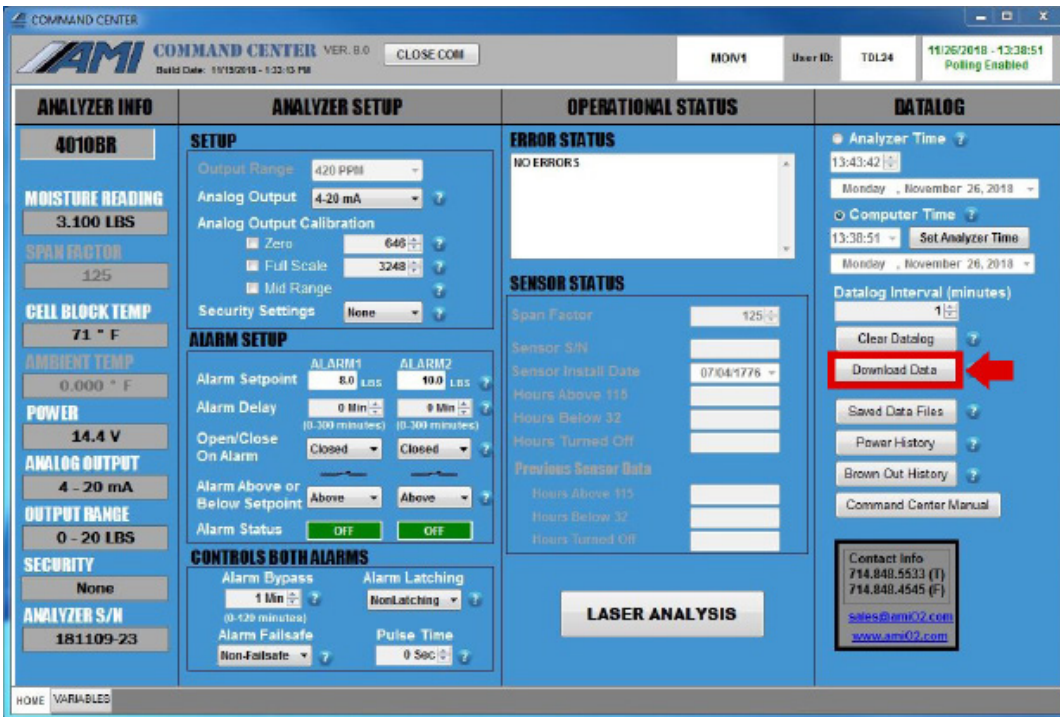 COMMAND CENTER
AMI COMMAND CENTER VER. 8.0 CLOSE COM
Build Date: 11/15/2018 - 1:33:13 PM
MON1 User ID: TDL24 11/26/2018 - 13:38:51
Polling Enabled
ANALYZER INFO
4010BR
MOISTURE READING
3.100 LBS
SPAN FACTOR
125
CELL BLOCK TEMP
71 ° F
AMBIENT TEMP
0.000 ° F
POWER
14.4 V
ANALOG OUTPUT
4 - 20 mA
OUTPUT RANGE
0 - 20 LBS
SECURITY
None
ANALYZER S/N
181109-23
ANALYZER SETUP
SETUP
Output Range 420 PPM
Analog Output 4-20 mA ?
Analog Output Calibration
Zero 646 ?
Full Scale 3248 ?
Mid Range ?
Security Settings None ?
ALARM SETUP
ALARM1 ALARM2
Alarm Setpoint 8.0 LBS 10.0 LBS ?
Alarm Delay 0 Min 0 Min ?
(0-300 minutes) (0-300 minutes)
Open/Close
On Alarm Closed Closed ?
Alarm Above or
Below Setpoint Above Above ?
Alarm Status OFF OFF
CONTROLS BOTH ALARMS
Alarm Bypass Alarm Latching
1 Min ? NonLatching ?
(0-120 minutes)
Alarm Failsafe Pulse Time
Non-Failsafe ? 0 Sec ?
OPERATIONAL STATUS
ERROR STATUS
NO ERRORS
SENSOR STATUS
Span Factor 125
Sensor S/N
Sensor Install Date 07/04/1776
Hours Above 115
Hours Below 32
Hours Turned Off
Previous Sensor Data
Hours Above 115
Hours Below 32
Hours Turned Off
LASER ANALYSIS
DATALOG
Analyzer Time ?
13:43:42
Monday , November 26, 2018
Computer Time ?
13:38:51 Set Analyzer Time
Monday , November 26, 2018
Datalog Interval (minutes)
1
Clear Datalog ?
Download Data
Saved Data Files ?
Power History ?
Brown Out History ?
Command Center Manual
Contact Info
714.848.5533 (T)
714.848.4545 (F)
sales@amiO2.com
www.amiO2.com
HOME VARIABLES